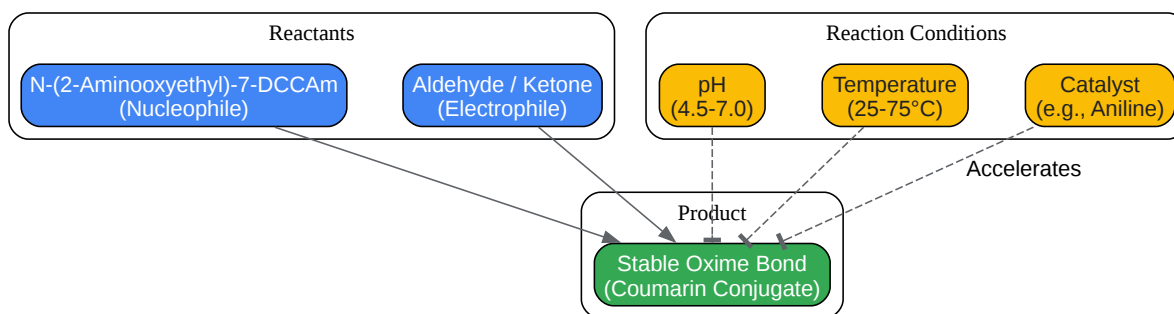 Reactants
N-(2-Aminooxyethyl)-7-DCCAm
(Nucleophile)
Aldehyde / Ketone
(Electrophile)
Reaction Conditions
pH
(4.5-7.0)
Temperature
(25-75°C)
Catalyst
(e.g., Aniline)
Accelerates
Product
Stable Oxime Bond
(Coumarin Conjugate)